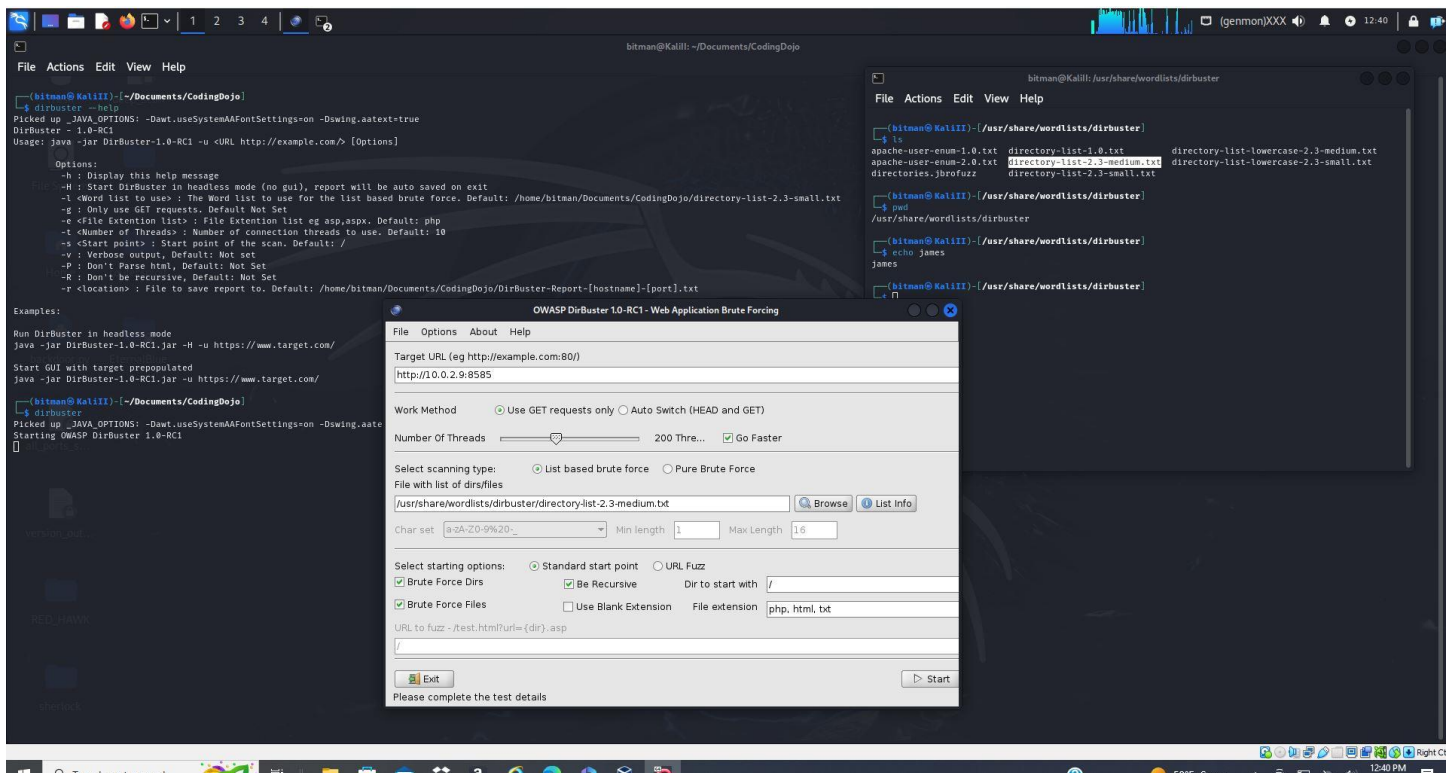 1 2 3 4
(genmon)XXX
12:40
bitman@KaliII: ~/Documents/CodingDojo
File Actions Edit View Help
┌──(bitman㉿KaliII)-[~/Documents/CodingDojo]
└─$ dirbuster --help
Picked up _JAVA_OPTIONS: -Dawt.useSystemAAFontSettings=on -Dswing.aatext=true
DirBuster - 1.0-RC1
Usage: java -jar DirBuster-1.0-RC1 -u <URL http://example.com/> [Options]
Options:
-h : Display this help message
-H : Start DirBuster in headless mode (no gui), report will be auto saved on exit
-l <Word list to use> : The Word list to use for the list based brute force. Default: /home/bitman/Documents/CodingDojo/directory-list-2.3-small.txt
-g : Only use GET requests. Default Not Set
-e <File Extention list> : File Extention list eg asp,aspx. Default: php
-t <Number of Threads> : Number of connection threads to use. Default: 10
-s <Start point> : Start point of the scan. Default: /
-v : Verbose output, Default: Not set
-P : Don't Parse html, Default: Not Set
-R : Don't be recursive, Default: Not Set
-r <location> : File to save report to. Default: /home/bitman/Documents/CodingDojo/DirBuster-Report-[hostname]-[port].txt
Examples:
Run DirBuster in headless mode
java -jar DirBuster-1.0-RC1.jar -H -u https://www.target.com/
Start GUI with target prepopulated
java -jar DirBuster-1.0-RC1.jar -u https://www.target.com/
┌──(bitman㉿KaliII)-[~/Documents/CodingDojo]
└─$ dirbuster
Picked up _JAVA_OPTIONS: -Dawt.useSystemAAFontSettings=on -Dswing.aate
Starting OWASP DirBuster 1.0-RC1
version_out...
RED_HAWK
sherlock
bitman@KaliII: /usr/share/wordlists/dirbuster
File Actions Edit View Help
┌──(bitman㉿KaliII)-[/usr/share/wordlists/dirbuster]
└─$ ls
apache-user-enum-1.0.txt directory-list-1.0.txt directory-list-lowercase-2.3-medium.txt
apache-user-enum-2.0.txt directory-list-2.3-medium.txt directory-list-lowercase-2.3-small.txt
directories.jbrofuzz directory-list-2.3-small.txt
┌──(bitman㉿KaliII)-[/usr/share/wordlists/dirbuster]
└─$ pwd
/usr/share/wordlists/dirbuster
┌──(bitman㉿KaliII)-[/usr/share/wordlists/dirbuster]
└─$ echo james
james
┌──(bitman㉿KaliII)-[/usr/share/wordlists/dirbuster]
└─$
OWASP DirBuster 1.0-RC1 - Web Application Brute Forcing
File Options About Help
Target URL (eg http://example.com:80/)
http://10.0.2.9:8585
Work Method Use GET requests only Auto Switch (HEAD and GET)
Number Of Threads 200 Thre... Go Faster
Select scanning type: List based brute force Pure Brute Force
File with list of dirs/files
/usr/share/wordlists/dirbuster/directory-list-2.3-medium.txt Browse List Info
Char set a-zA-Z0-9%20-_ Min length 1 Max Length 16
Select starting options: Standard start point URL Fuzz
Brute Force Dirs Be Recursive Dir to start with /
Brute Force Files Use Blank Extension File extension php, html, txt
URL to fuzz - /test.html?url={dir}.asp
/
Exit Start
Please complete the test details
Right Ct
12:40 PM